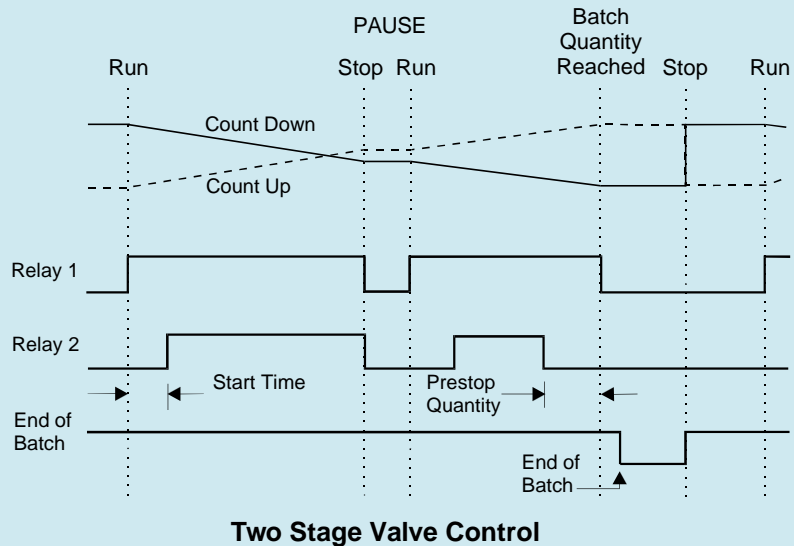 PAUSE
Batch
Quantity
Reached
Run
Stop
Run
Stop
Run
Count Down
Count Up
Relay 1
Relay 2
Start Time
Prestop
Quantity
End of
Batch
End of
Batch
Two Stage Valve Control